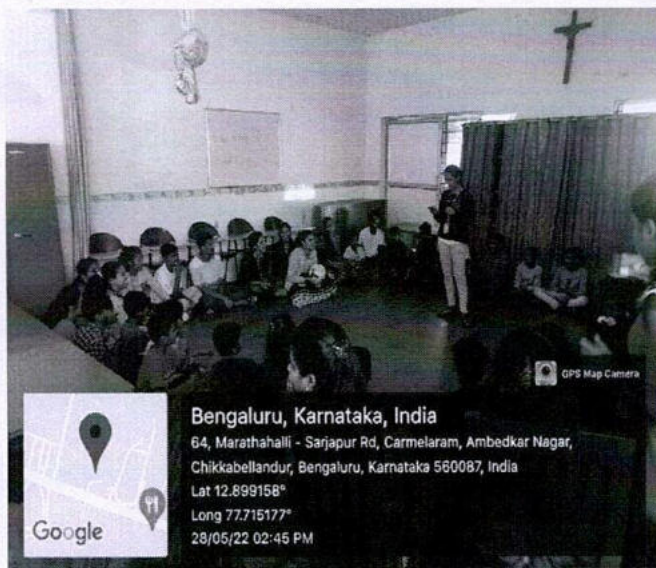 GPS Map Camera
Google
Bengaluru, Karnataka, India
64, Marathahalli - Sarjapur Rd, Carmelaram, Ambedkar Nagar,
Chikkabellandur, Bengaluru, Karnataka 560087, India
Lat 12.899158°
Long 77.715177°
28/05/22 02:45 PM